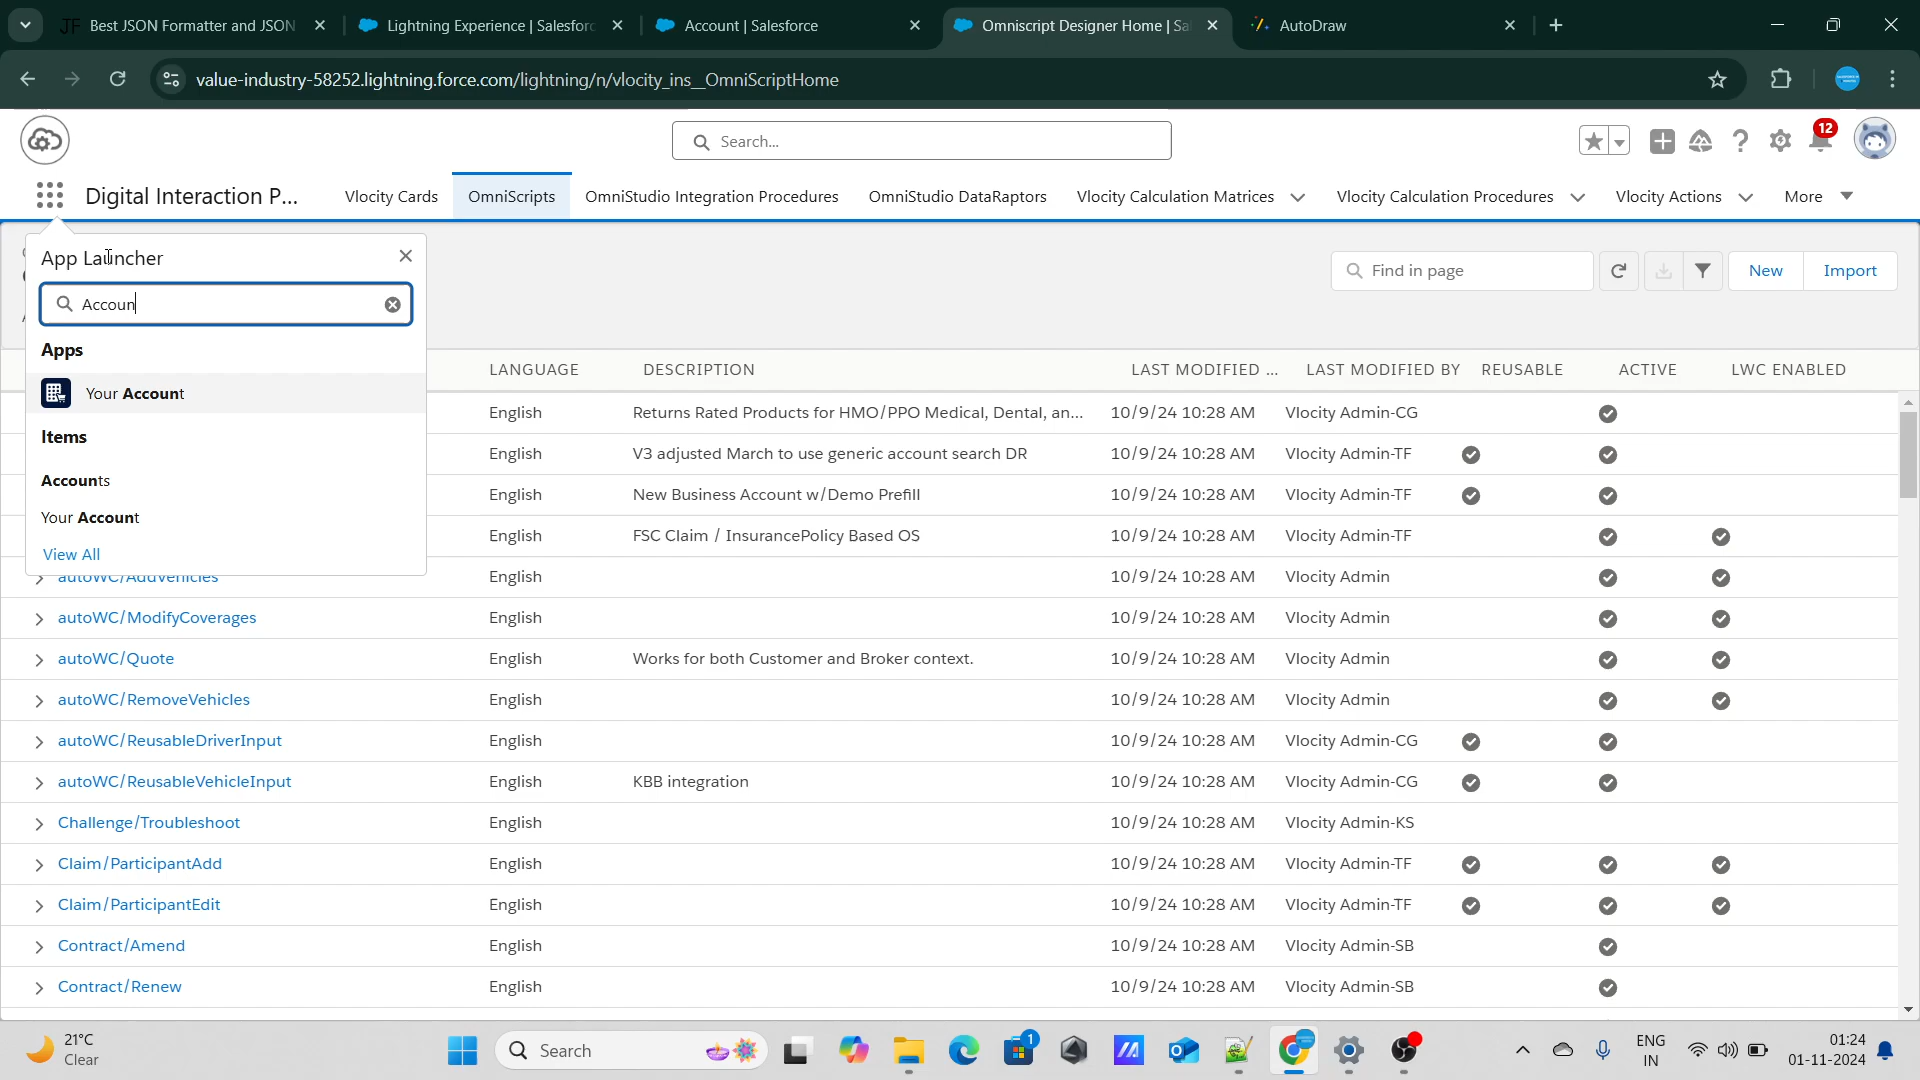 JF Best JSON Formatter and JSON
Lightning Experience | Salesforc
Account | Salesforce
Omniscript Designer Home | Sa
AutoDraw
value-industry-58252.lightning.force.com/lightning/n/vlocity_ins__OmniScriptHome
Search...
12
Digital Interaction P...
Vlocity Cards
OmniScripts
OmniStudio Integration Procedures
OmniStudio DataRaptors
Vlocity Calculation Matrices
Vlocity Calculation Procedures
Vlocity Actions
More
App Launcher
Accoun
Apps
Your Account
Items
Accounts
Your Account
View All
Find in page
New
Import
LANGUAGE DESCRIPTION LAST MODIFIED ... LAST MODIFIED BY REUSABLE ACTIVE LWC ENABLED
English Returns Rated Products for HMO/PPO Medical, Dental, an... 10/9/24 10:28 AM Vlocity Admin-CG
English V3 adjusted March to use generic account search DR 10/9/24 10:28 AM Vlocity Admin-TF
English New Business Account w/Demo Prefill 10/9/24 10:28 AM Vlocity Admin-TF
English FSC Claim / InsurancePolicy Based OS 10/9/24 10:28 AM Vlocity Admin-TF
autoWC/AddVehicles English 10/9/24 10:28 AM Vlocity Admin
autoWC/ModifyCoverages English 10/9/24 10:28 AM Vlocity Admin
autoWC/Quote English Works for both Customer and Broker context. 10/9/24 10:28 AM Vlocity Admin
autoWC/RemoveVehicles English 10/9/24 10:28 AM Vlocity Admin
autoWC/ReusableDriverInput English 10/9/24 10:28 AM Vlocity Admin-CG
autoWC/ReusableVehicleInput English KBB integration 10/9/24 10:28 AM Vlocity Admin-CG
Challenge/Troubleshoot English 10/9/24 10:28 AM Vlocity Admin-KS
Claim/ParticipantAdd English 10/9/24 10:28 AM Vlocity Admin-TF
Claim/ParticipantEdit English 10/9/24 10:28 AM Vlocity Admin-TF
Contract/Amend English 10/9/24 10:28 AM Vlocity Admin-SB
Contract/Renew English 10/9/24 10:28 AM Vlocity Admin-SB
21°C
Clear
Search
1
ENG
IN
01:24
01-11-2024